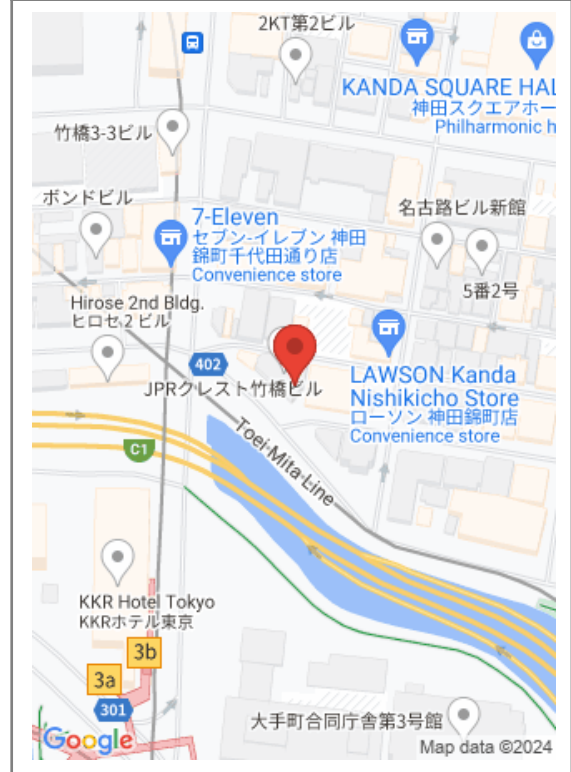 2KT第2ビル
KANDA SQUARE HAL
神田スクエアホー
Philharmonic h
竹橋3-3ビル
ボンドビル
7-Eleven
セブン-イレブン 神田
錦町千代田通り店
Convenience store
名古路ビル新館
5番2号
Hirose 2nd Bldg.
ヒロセ 2 ビル
402
JPRクレスト竹橋ビル
LAWSON Kanda
Nishikicho Store
ローソン 神田錦町店
Convenience store
C1
Toei Mita Line
KKR Hotel Tokyo
KKRホテル東京
3b
3a
301
大手町合同庁舎第3号館
Google
Map data ©2024